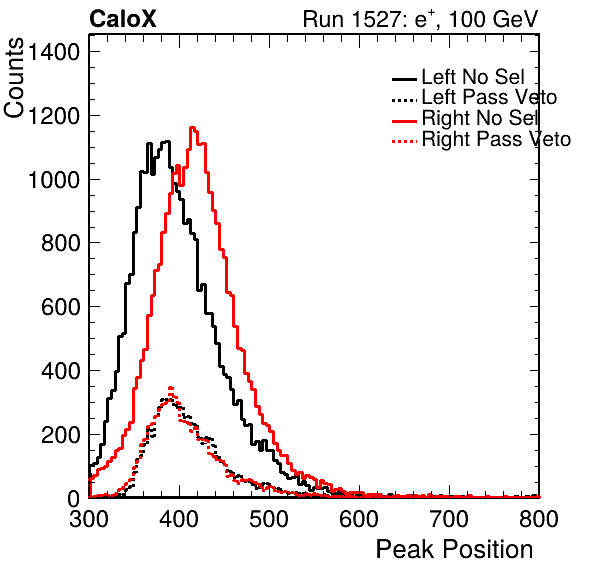 CaloX Run 1527: e⁺, 100 GeV
Counts
1400
1200
1000
800
600
400
200
0
Left No Sel
Left Pass Veto
Right No Sel
Right Pass Veto
300 400 500 600 700 800
Peak Position